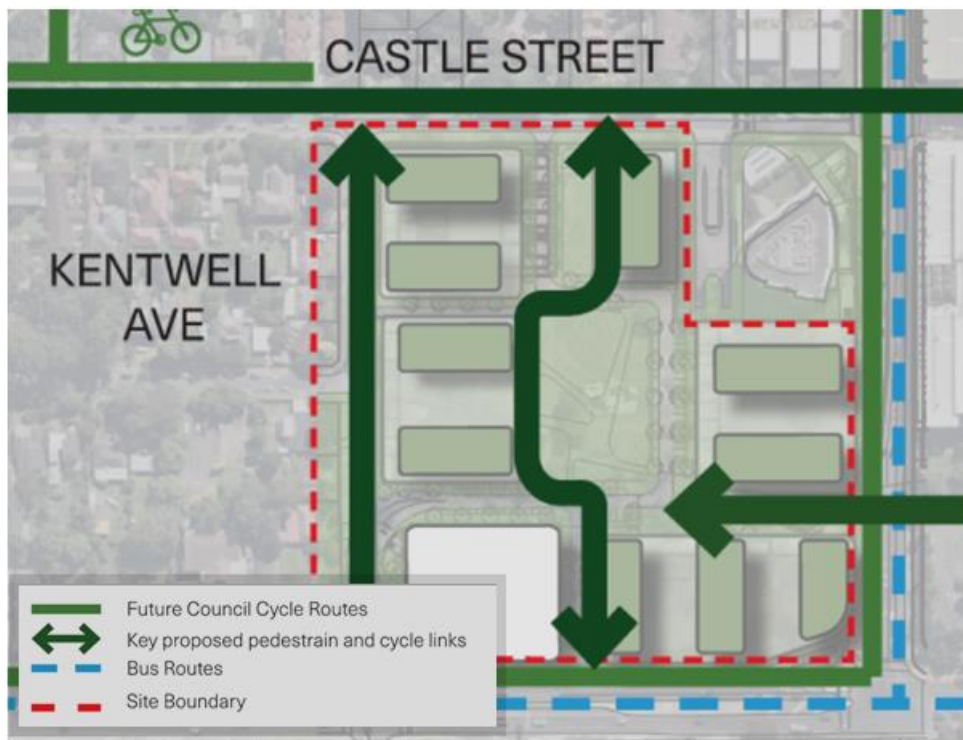 CASTLE STREET
KENTWELL
AVE
Future Council Cycle Routes
Key proposed pedestrain and cycle links
Bus Routes
Site Boundary